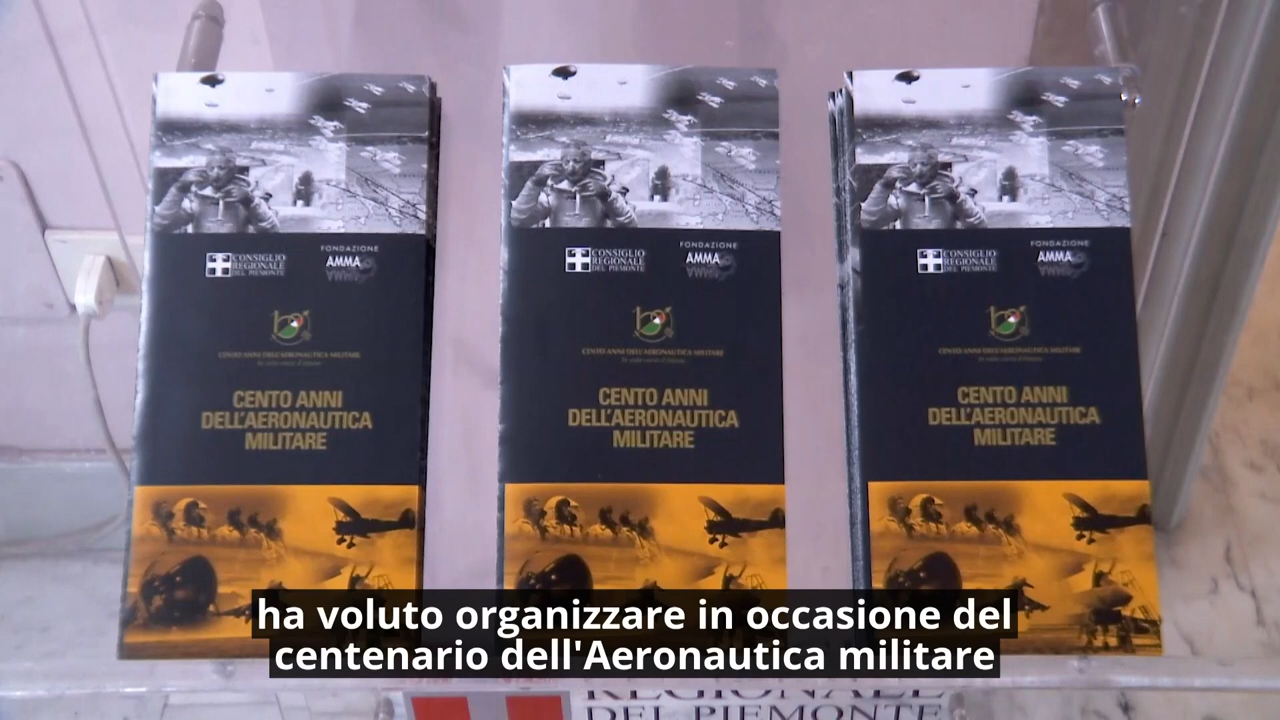 CONSIGLIO
REGIONALE
DEL PIEMONTE
FONDAZIONE
AMMA
CENTO ANNI DELL'AERONAUTICA MILITARE
CENTO ANNI
DELL'AERONAUTICA
MILITARE
CONSIGLIO
REGIONALE
DEL PIEMONTE
FONDAZIONE
AMMA
CENTO ANNI DELL'AERONAUTICA MILITARE
CENTO ANNI
DELL'AERONAUTICA
MILITARE
CONSIGLIO
REGIONALE
DEL PIEMONTE
FONDAZIONE
AMMA
CENTO ANNI DELL'AERONAUTICA MILITARE
CENTO ANNI
DELL'AERONAUTICA
MILITARE
ha voluto organizzare in occasione del
centenario dell'Aeronautica militare
REGIONALE
DEL PIEMONTE